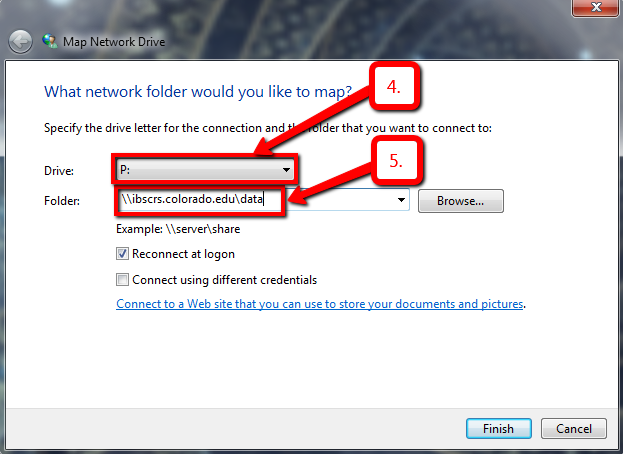 Map Network Drive
What network folder would you like to map?
4.
Specify the drive letter for the connection and the folder that you want to connect to:
5.
Drive: P:
Folder: \\ibscrs.colorado.edu\data Browse...
Example: \\server\share
Reconnect at logon
Connect using different credentials
Connect to a Web site that you can use to store your documents and pictures.
Finish Cancel